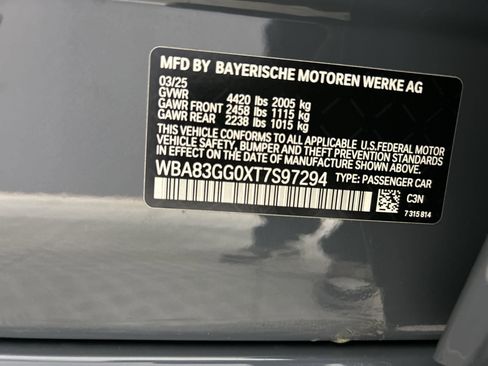 MFD BY BAYERISCHE MOTOREN WERKE AG
03/25
GVWR 4420 lbs 2005 kg
GAWR FRONT 2458 lbs 1115 kg
GAWR REAR 2238 lbs 1015 kg
THIS VEHICLE CONFORMS TO ALL APPLICABLE U.S.FEDERAL MOTOR
VEHICLE SAFETY, BUMPER AND THEFT PREVENTION STANDARDS
IN EFFECT ON THE DATE OF MANUFACTURE SHOWN ABOVE.
WBA83GG0XT7S97294 TYPE: PASSENGER CAR
C3N
7 315 814